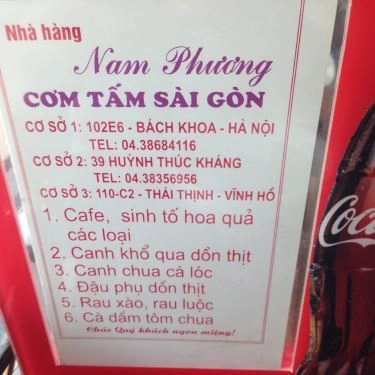 Nhà hàng
Nam Phương
CƠM TẤM SÀI GÒN
CƠ SỞ 1: 102E6 - BÁCH KHOA - HÀ NỘI
TEL: 04.38684116
CƠ SỞ 2: 39 HUỲNH THÚC KHÁNG
TEL: 04.38356956
CƠ SỞ 3: 110-C2 - THÁI THỊNH - VĨNH HỒ
1. Cafe, sinh tố hoa quả
các loại
2. Canh khổ qua dồn thịt
3. Canh chua cá lóc
4. Đậu phụ dồn thịt
5. Rau xào, rau luộc
6. Cà dầm tôm chua
Chúc Quý khách ngon miệng!
Coca